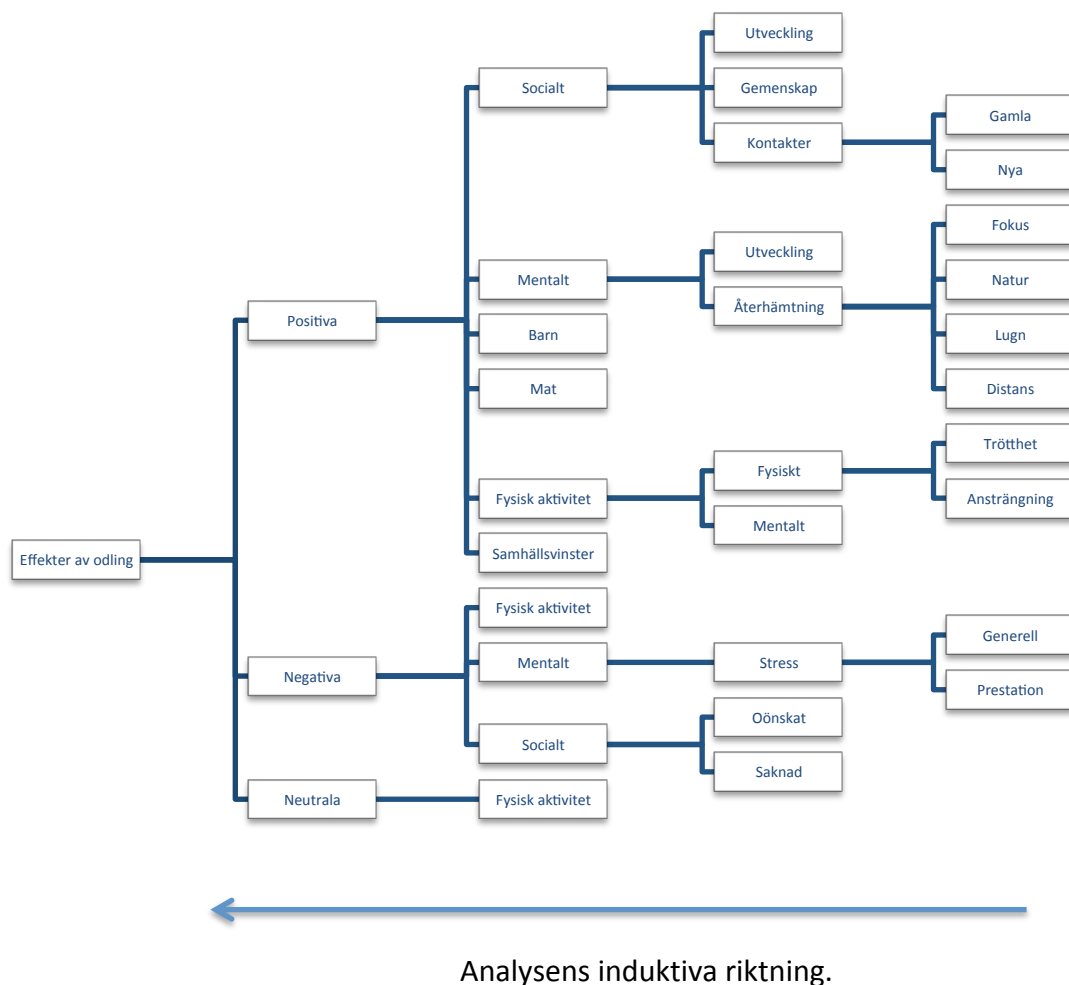 Utveckling
Socialt
Gemenskap
Gamla
Kontakter
Nya
Fokus
Utveckling
Mentalt
Natur
Återhämtning
Positiva
Barn
Lugn
Mat
Distans
Trötthet
Fysiskt
Fysisk aktivitet
Ansträngning
Mentalt
Effekter av odling
Samhällsvinster
Fysisk aktivitet
Generell
Mentalt
Stress
Negativa
Prestation
Oönskat
Socialt
Saknad
Neutrala
Fysisk aktivitet
Analysens induktiva riktning.